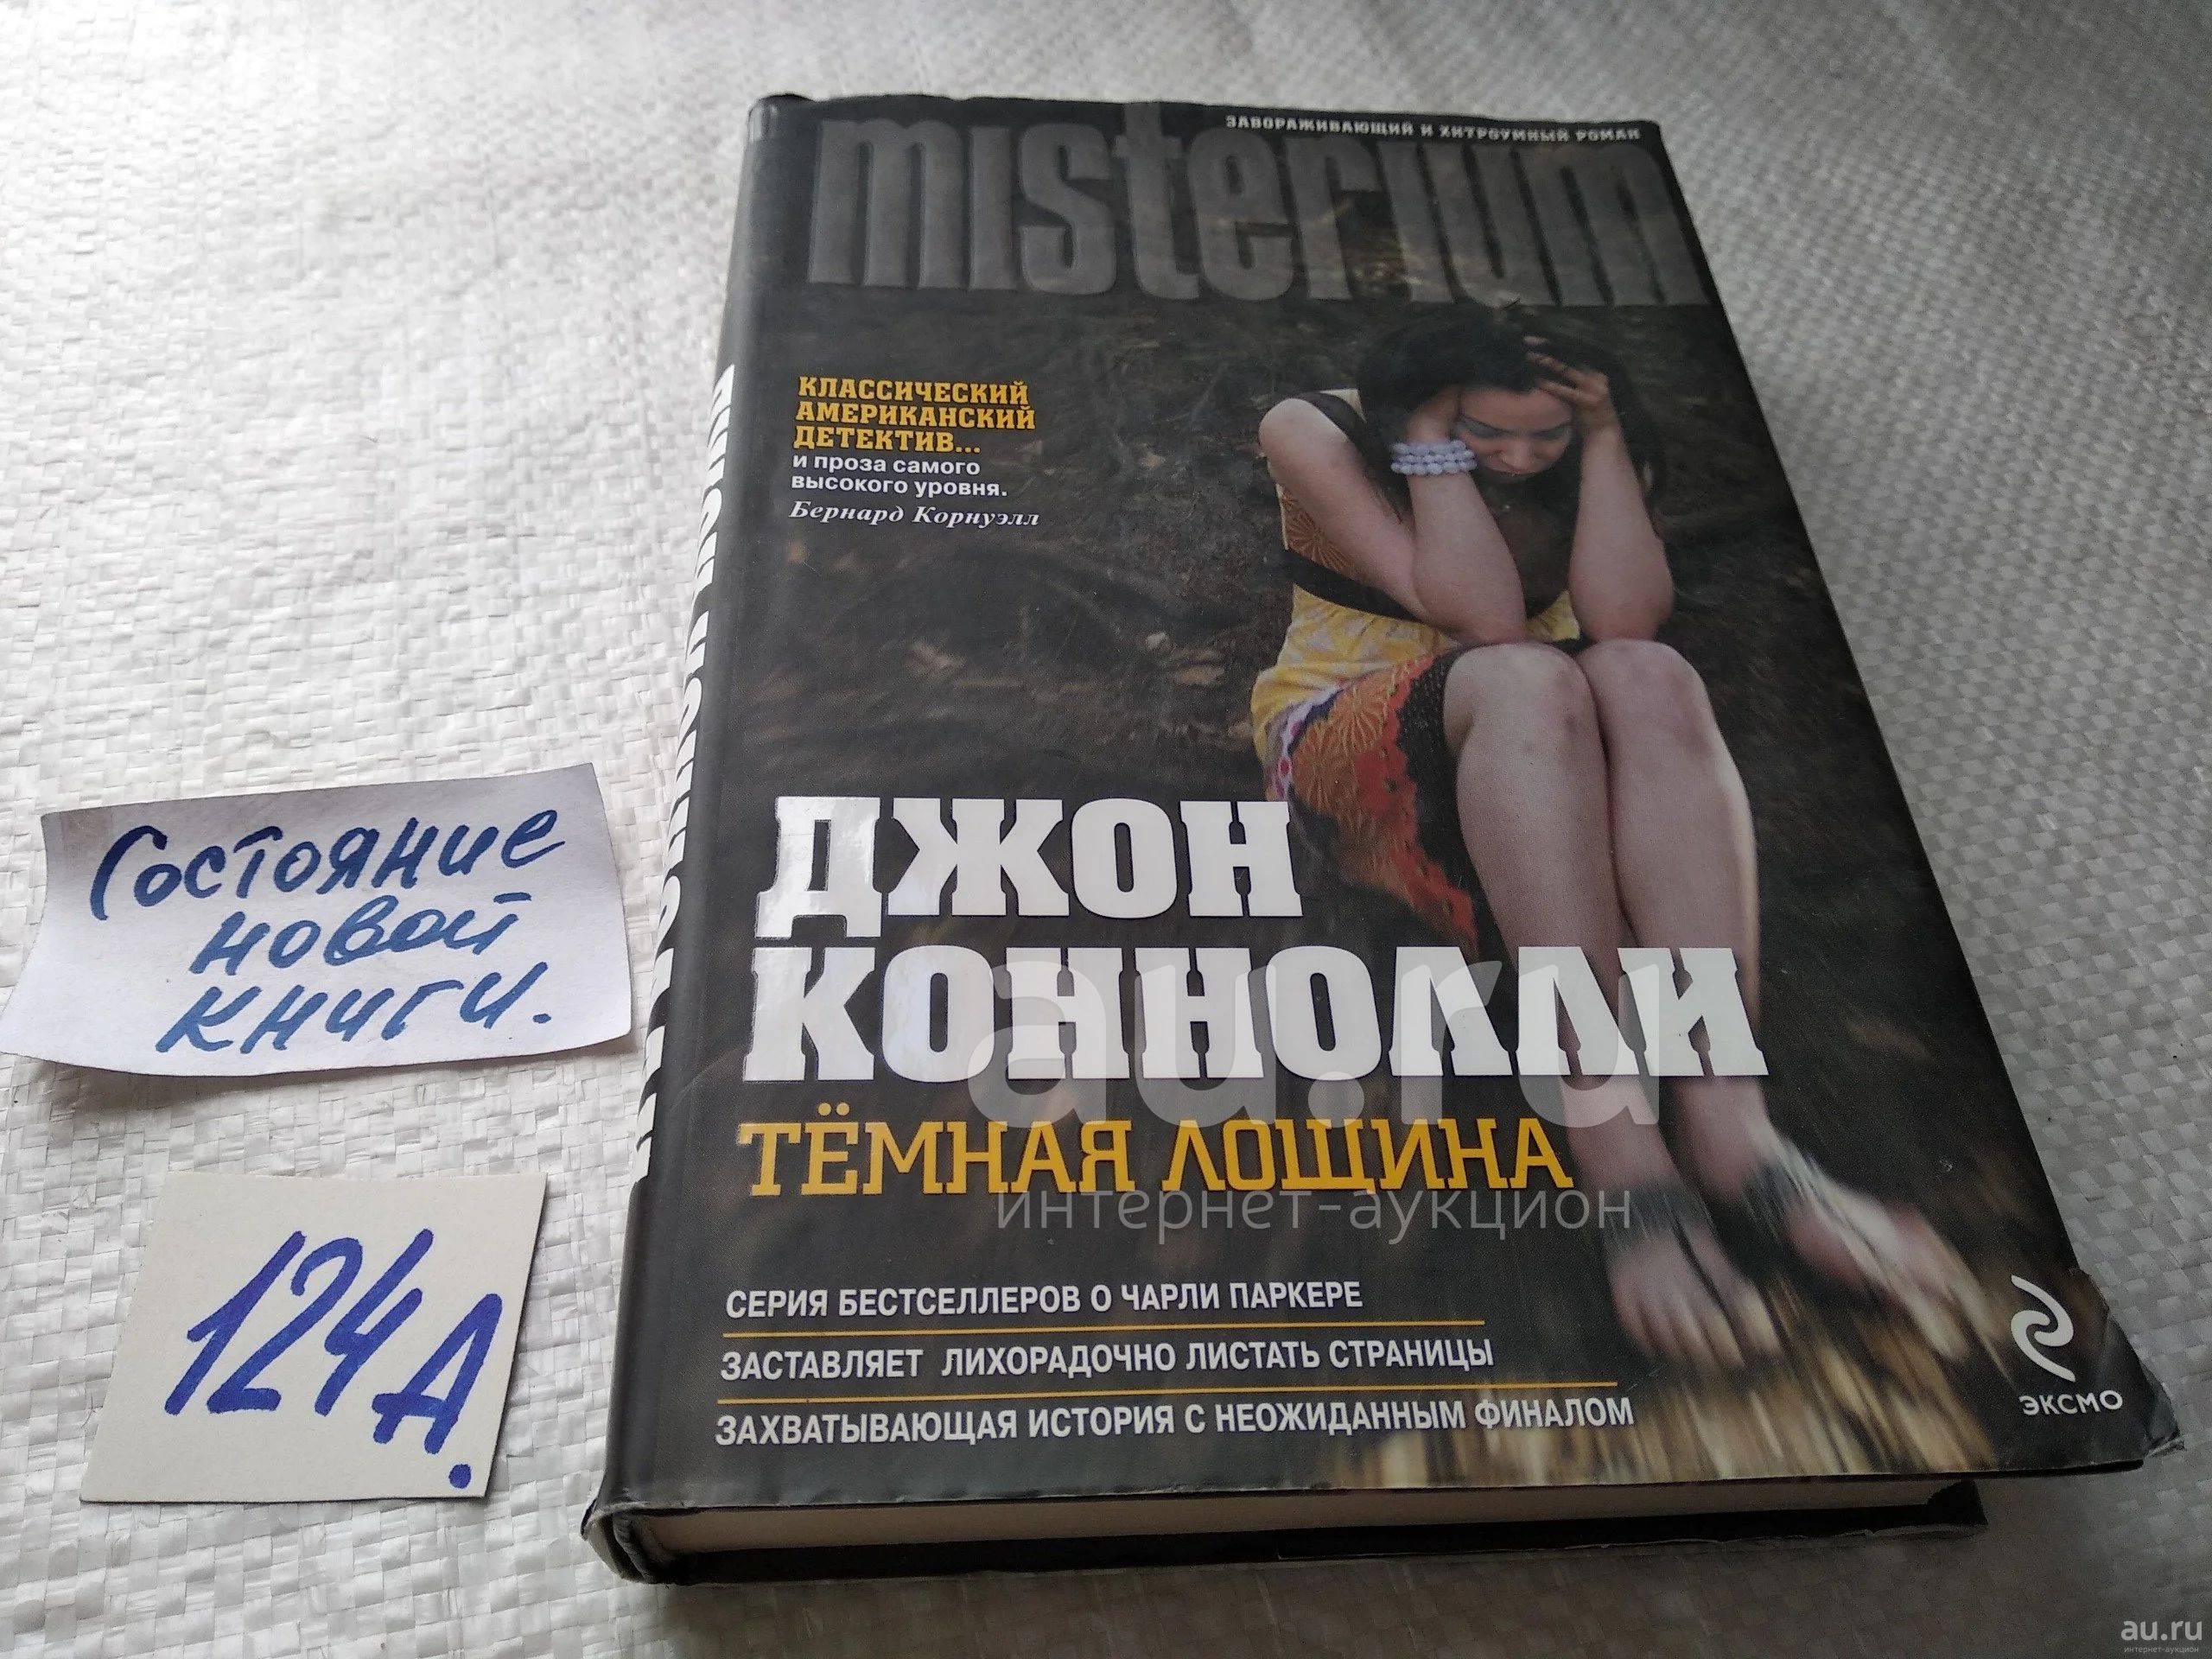 ЗАВОРАЖИВАЮЩИЙ И ХИТРОУМНЫЙ РОМАН
misterium
КЛАССИЧЕСКИЙ
АМЕРИКАНСКИЙ
ДЕТЕКТИВ...
и проза самого
высокого уровня.
Бернард Корнуэлл
ДЖОН
КОННОЛЛИ
ТЁМНАЯ ЛОЩИНА
СЕРИЯ БЕСТСЕЛЛЕРОВ О ЧАРЛИ ПАРКЕРЕ
ЗАСТАВЛЯЕТ ЛИХОРАДОЧНО ЛИСТАТЬ СТРАНИЦЫ
ЗАХВАТЫВАЮЩАЯ ИСТОРИЯ С НЕОЖИДАННЫМ ФИНАЛОМ
ЭКСМО
Состояние
новой
книги.
124А.
au.ru
интернет-аукцион
au.ru
интернет-аукцион